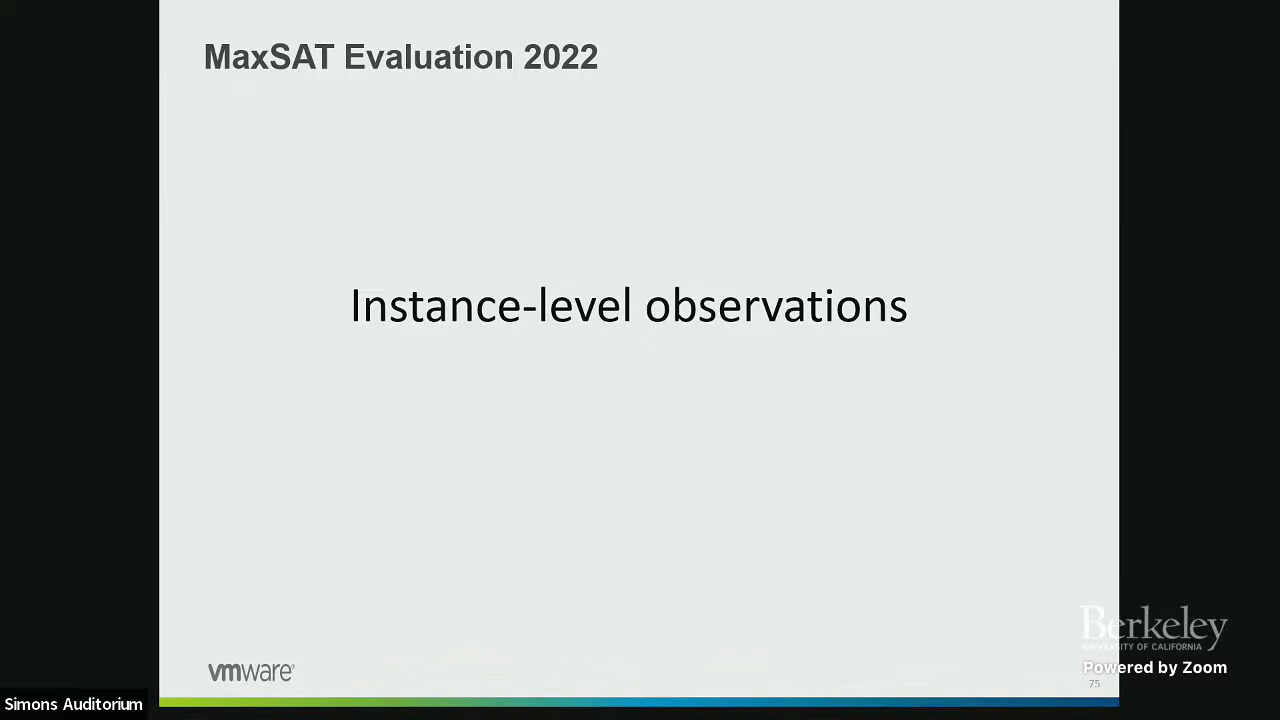 MaxSAT Evaluation 2022
Instance-level observations
Berkeley
UNIVERSITY OF CALIFORNIA
Powered by Zoom
vmware
75
Simons Auditorium